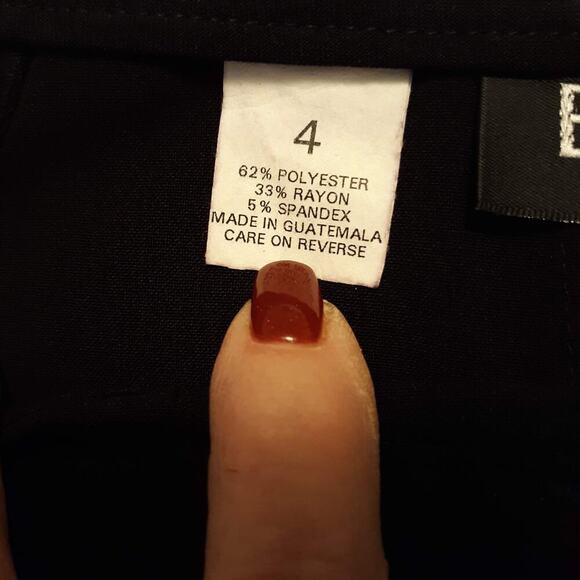 4
62% POLYESTER
33% RAYON
5% SPANDEX
MADE IN GUATEMALA
CARE ON REVERSE